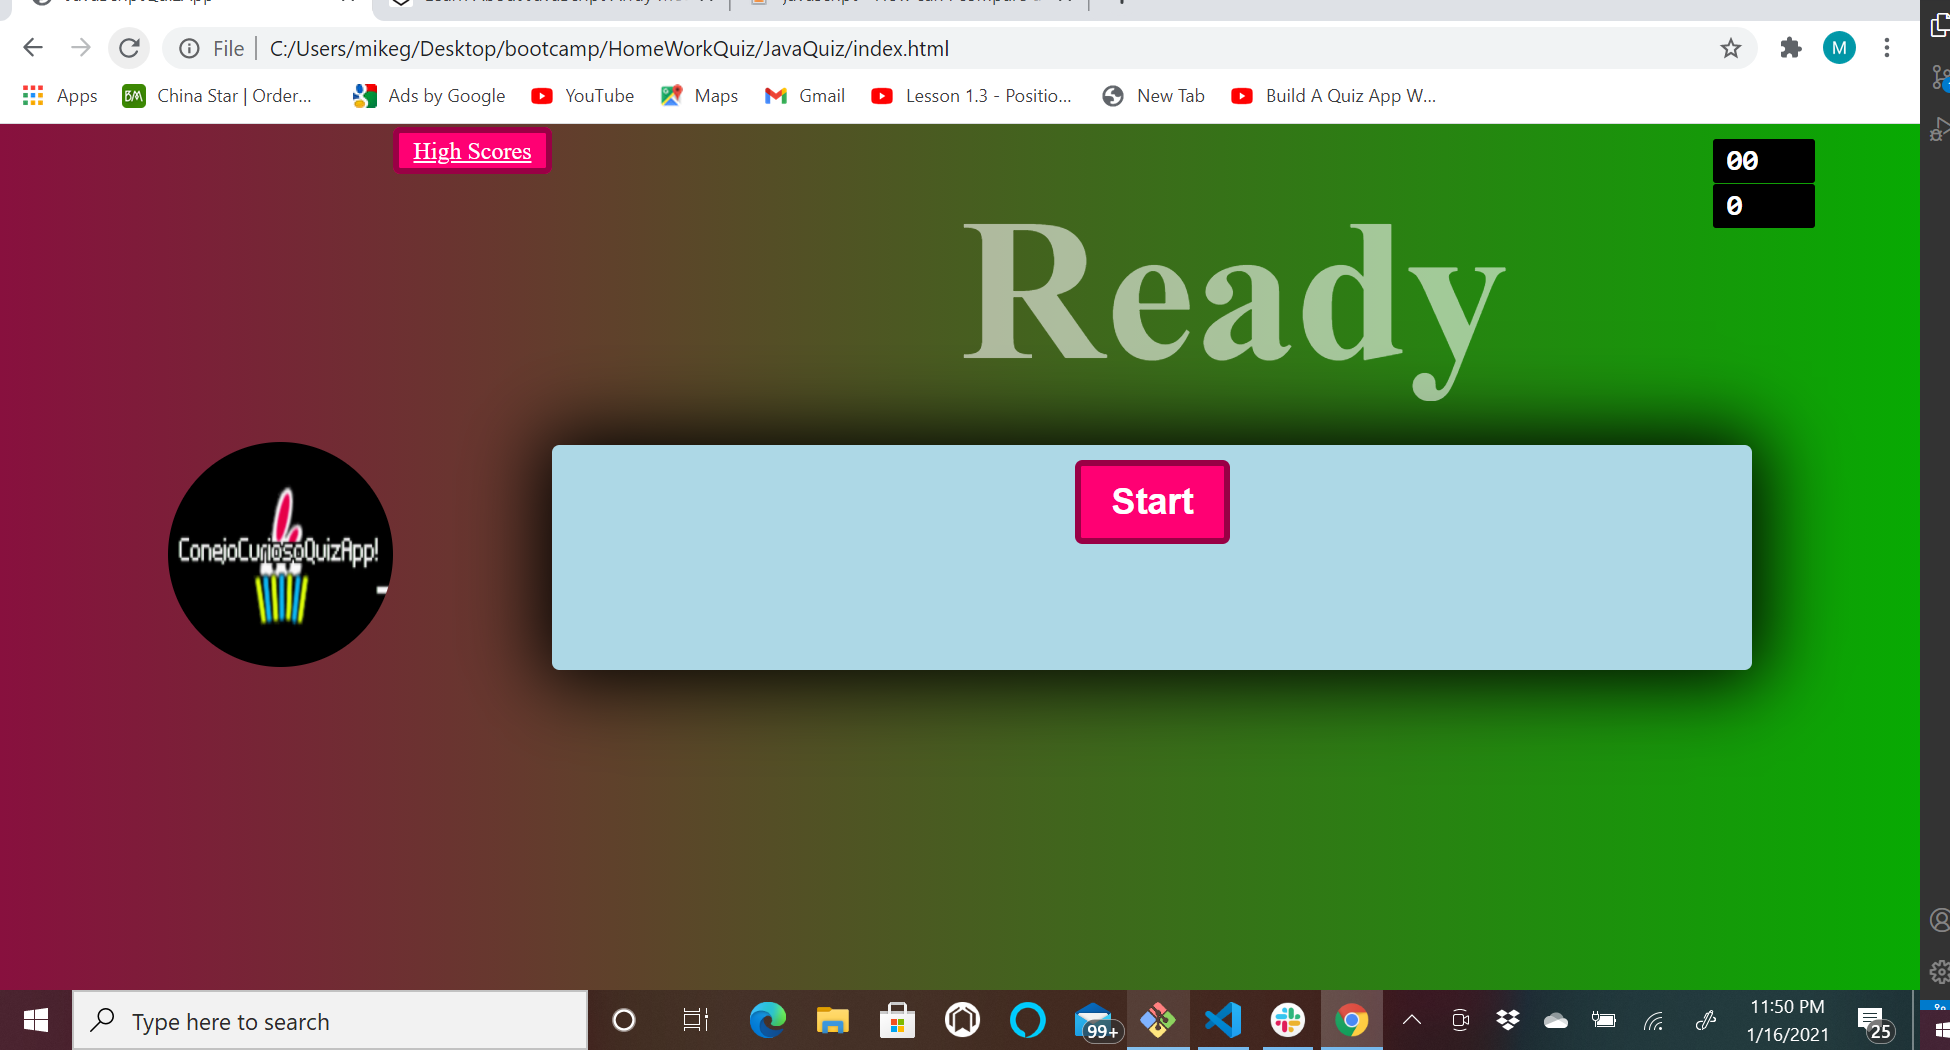 File
C:/Users/mikeg/Desktop/bootcamp/HomeWorkQuiz/JavaQuiz/index.html
M
Apps
BM
China Star | Order...
Ads by Google
YouTube
Maps
Gmail
Lesson 1.3 - Positio...
New Tab
Build A Quiz App W...
High Scores
00
0
Ready
Start
ConejoCuriosoQuizApp!
Type here to search
99+
11:50 PM
1/16/2021
25